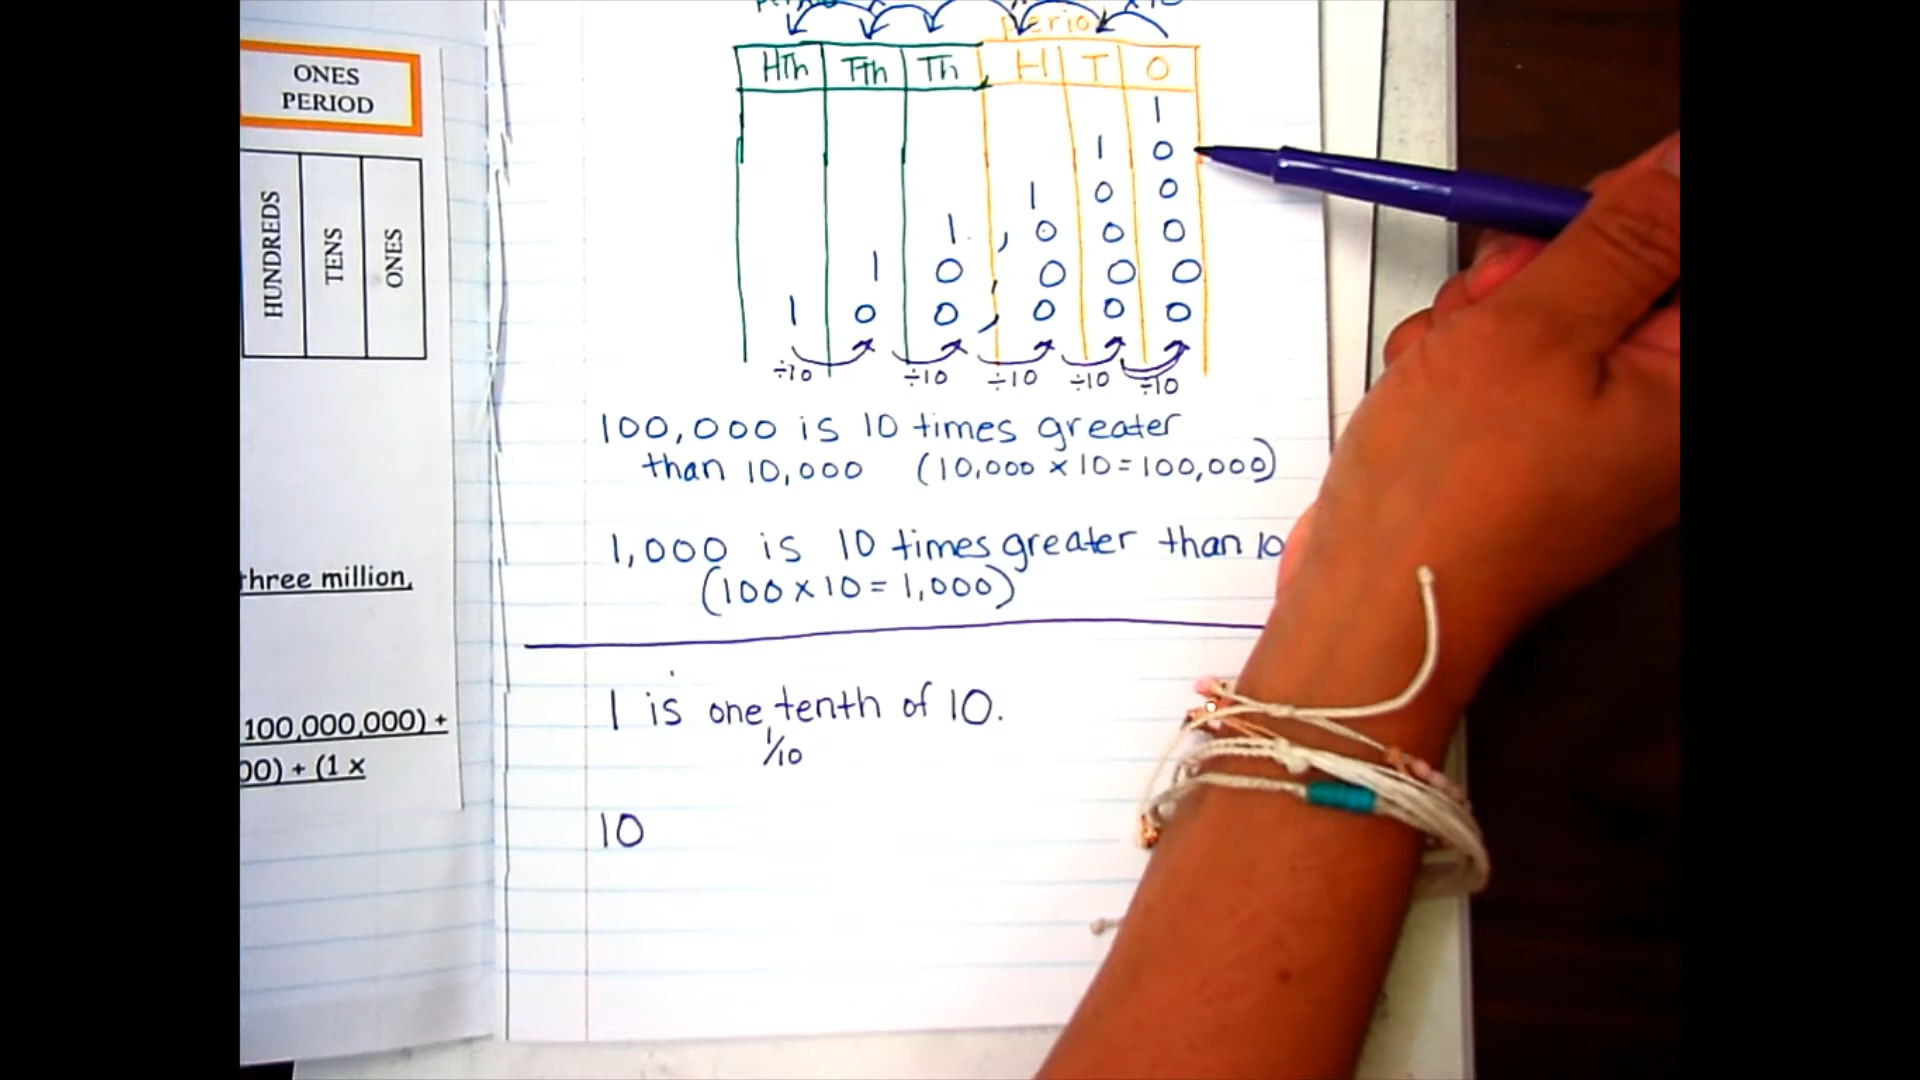 ONES
PERIOD
HUNDREDS
TENS
ONES
three million,
100,000,000) +
00) + (1 x
period
HTh Tth Th H T O
1
1 0
1 0 0
1 , 0 0 0
1 0 , 0 0 0
1 0 0 , 0 0 0
÷10 ÷10 ÷10 ÷10 ÷10
100,000 is 10 times greater
than 10,000 (10,000 x 10 = 100,000)
1,000 is 10 times greater than 10
(100 x 10 = 1,000)
1 is one tenth of 10.
1/10
10